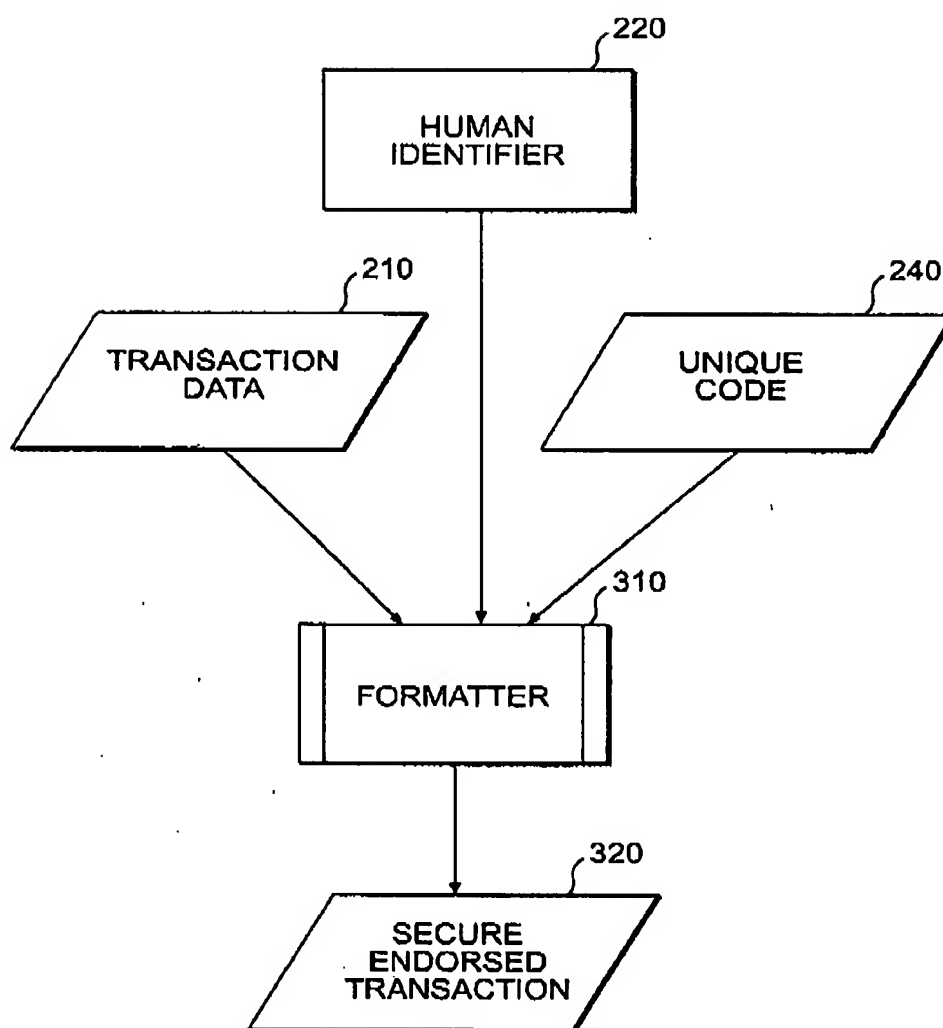 220
HUMAN
IDENTIFIER
210
TRANSACTION
DATA
240
UNIQUE
CODE
310
FORMATTER
320
SECURE
ENDORSED
TRANSACTION